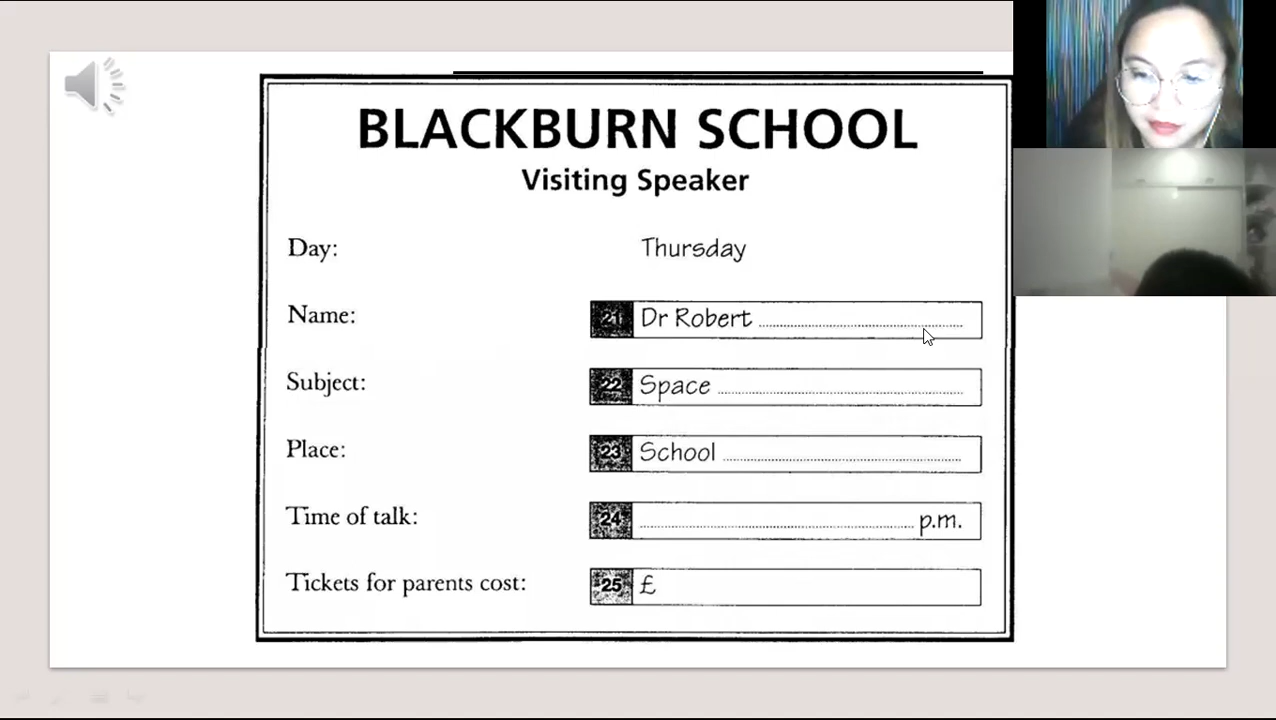 BLACKBURN SCHOOL
Visiting Speaker
Day: Thursday
Name: 21 Dr Robert ....................
Subject: 22 Space ....................
Place: 23 School ....................
Time of talk: 24 .................... p.m.
Tickets for parents cost: 25 £